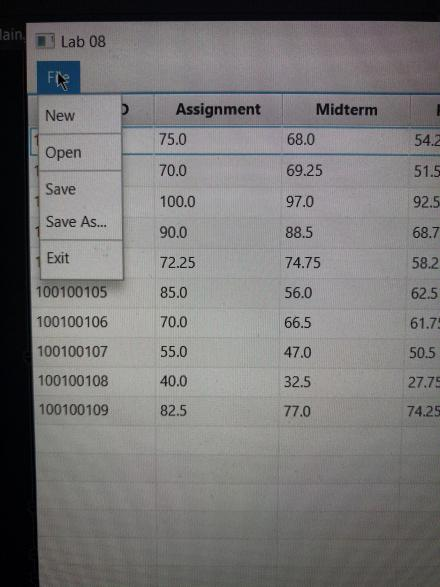 Lab 08
File
Assignment Midterm
New
Open
Save
Save As...
Exit
75.0 68.0
70.0 69.25
100.0 97.0
90.0 88.5
72.25 74.75
100100105 85.0 56.0 62.5
100100106 70.0 66.5
100100107 55.0 47.0 50.5
100100108 40.0 32.5 27.75
100100109 82.5 77.0 74.25